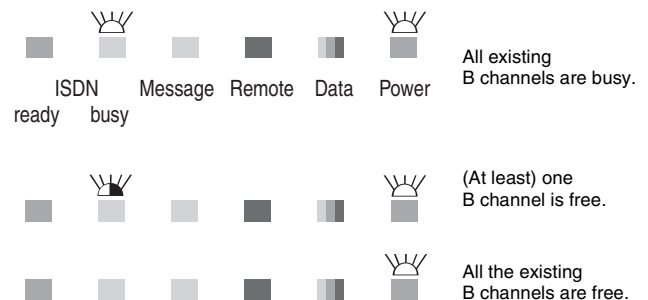 All existing
B channels are busy.
ISDN Message Remote Data Power
ready busy
(At least) one
B channel is free.
All the existing
B channels are free.